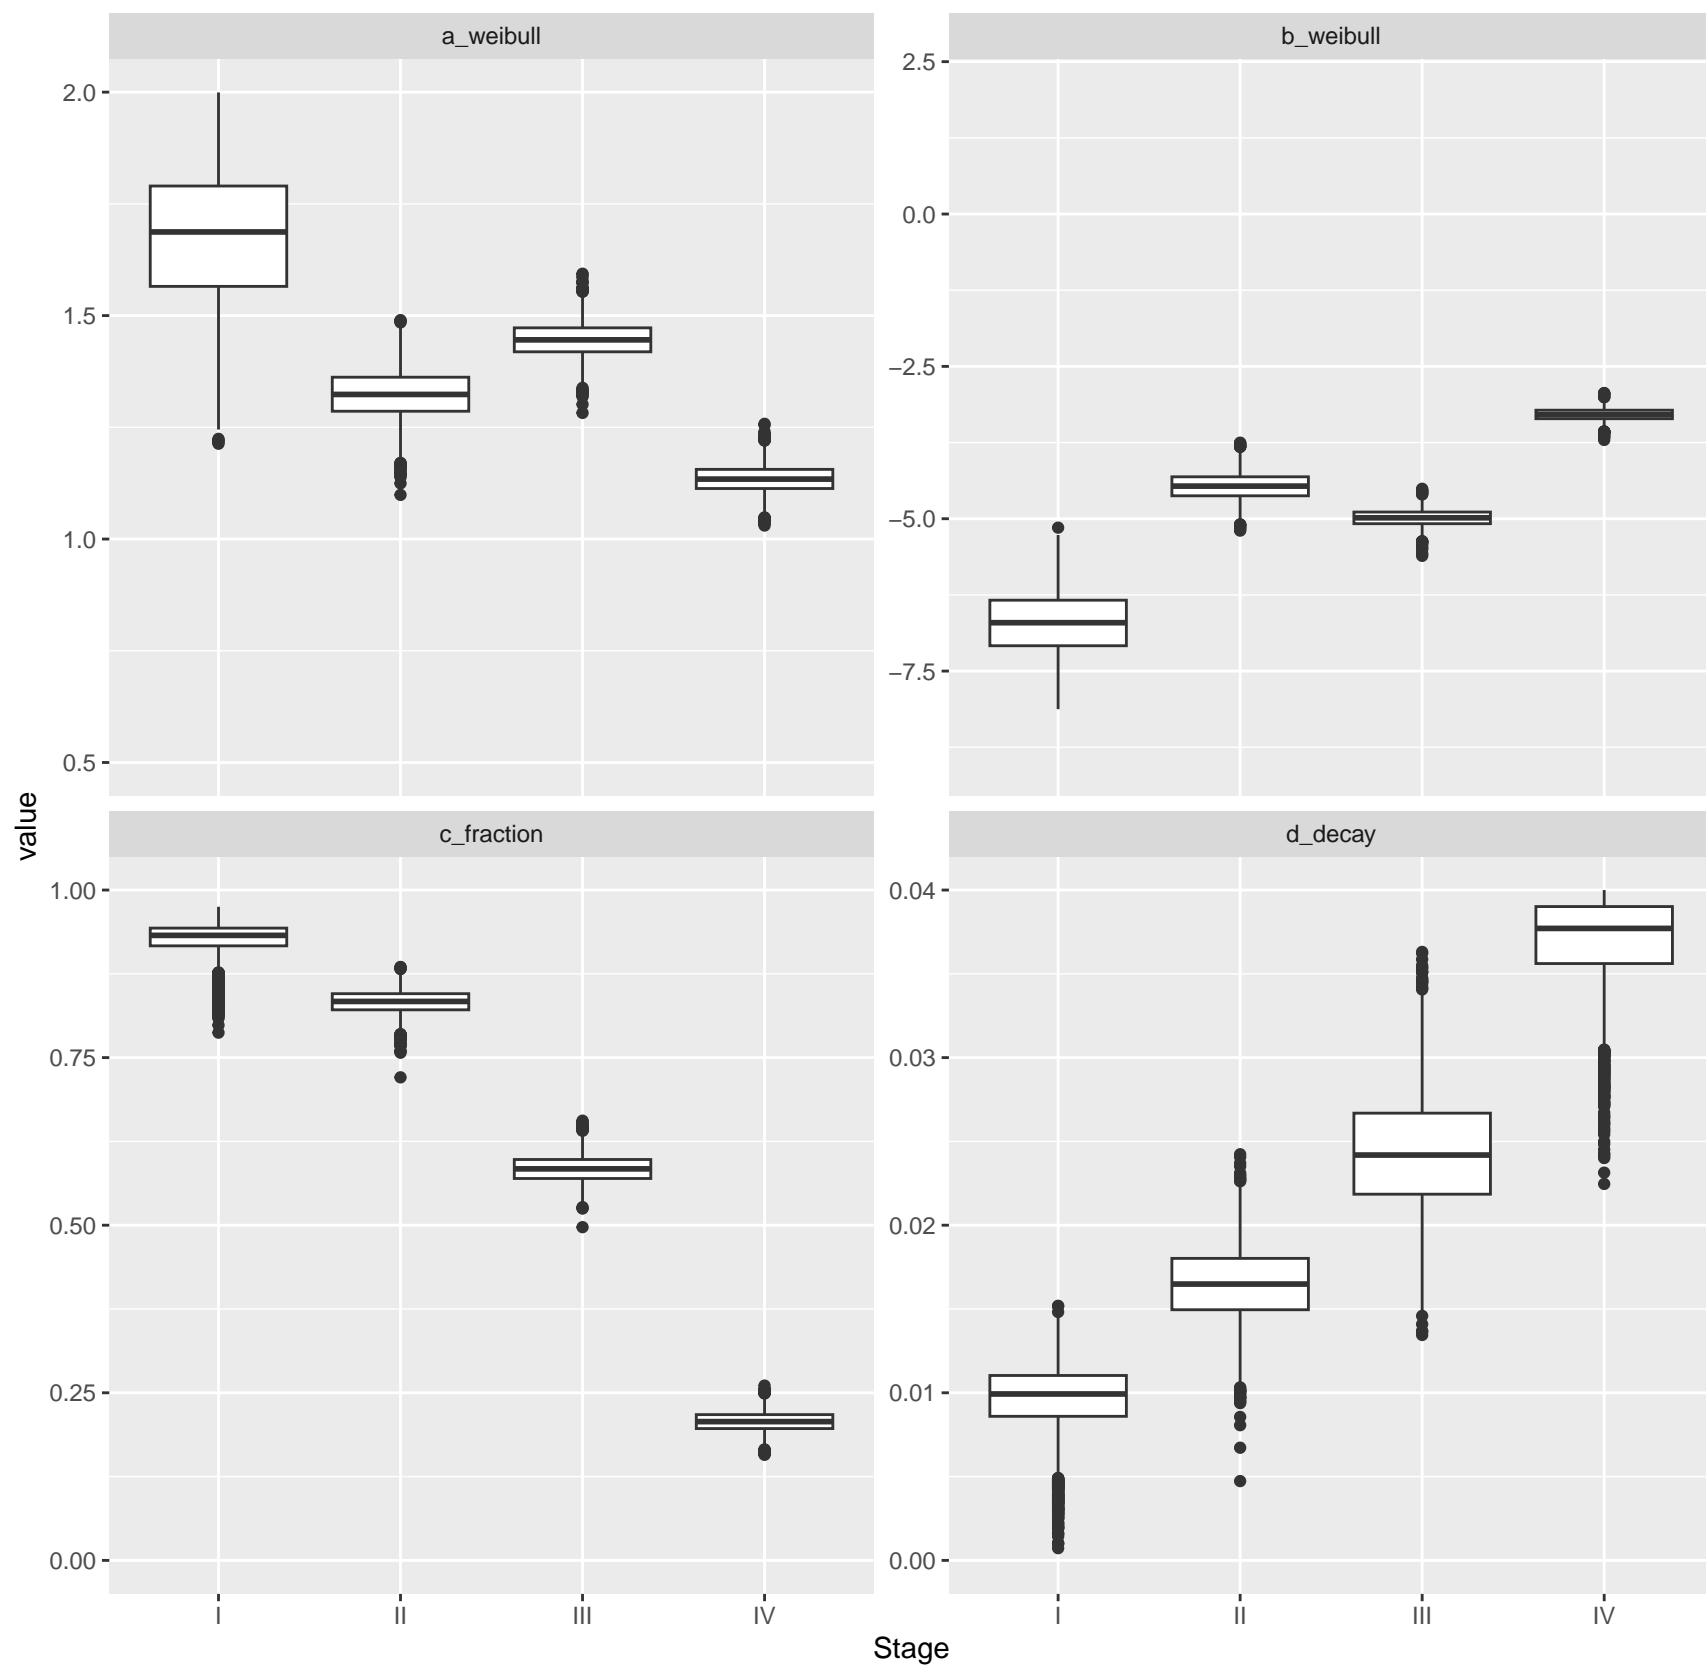 a_weibull
b_weibull
2.0
1.5
1.0
0.5
2.5
0.0
−2.5
−5.0
−7.5
value
c_fraction
d_decay
1.00
0.75
0.50
0.25
0.00
0.04
0.03
0.02
0.01
0.00
I II III IV
I II III IV
Stage